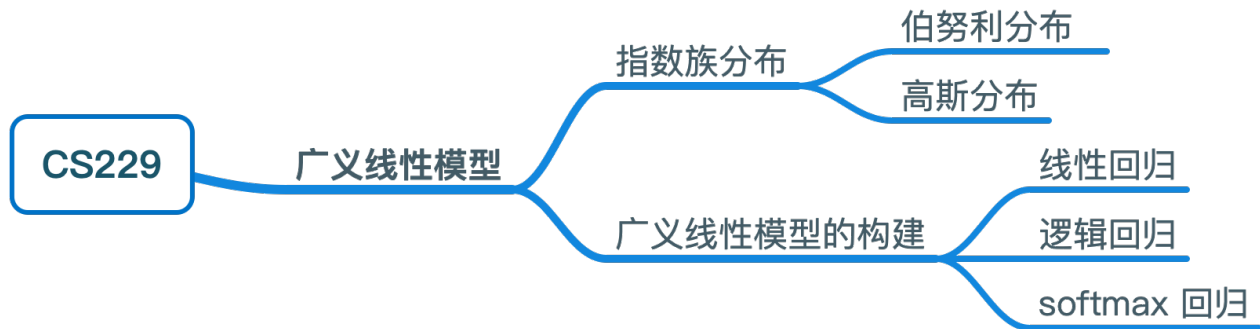 CS229
广义线性模型
指数族分布
伯努利分布
高斯分布
广义线性模型的构建
线性回归
逻辑回归
softmax 回归